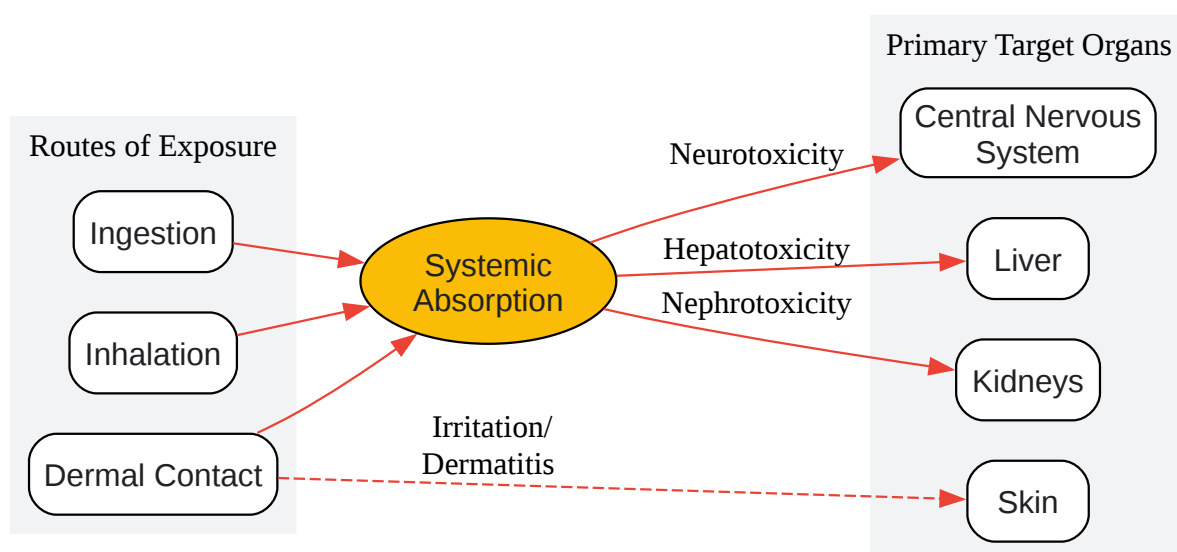 Routes of Exposure
Ingestion
Inhalation
Dermal Contact
Systemic
Absorption
Neurotoxicity
Hepatotoxicity
Nephrotoxicity
Irritation/
Dermatitis
Primary Target Organs
Central Nervous
System
Liver
Kidneys
Skin